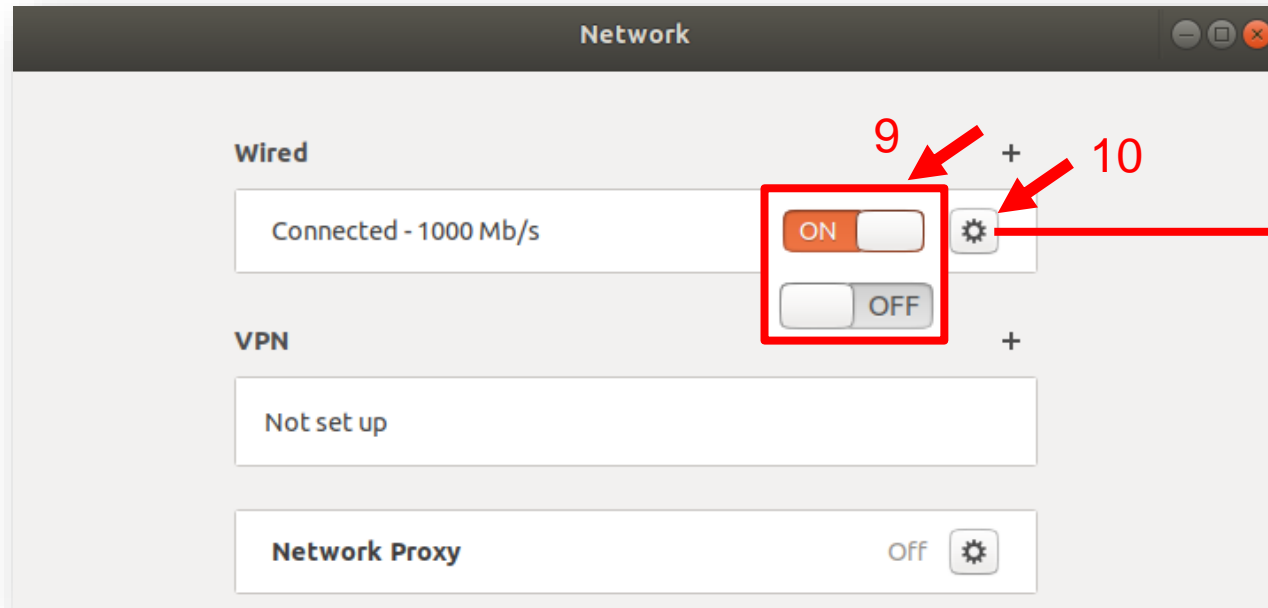 Network
Wired
9
+
10
Connected - 1000 Mb/s
ON
OFF
VPN
+
Not set up
Network Proxy
Off